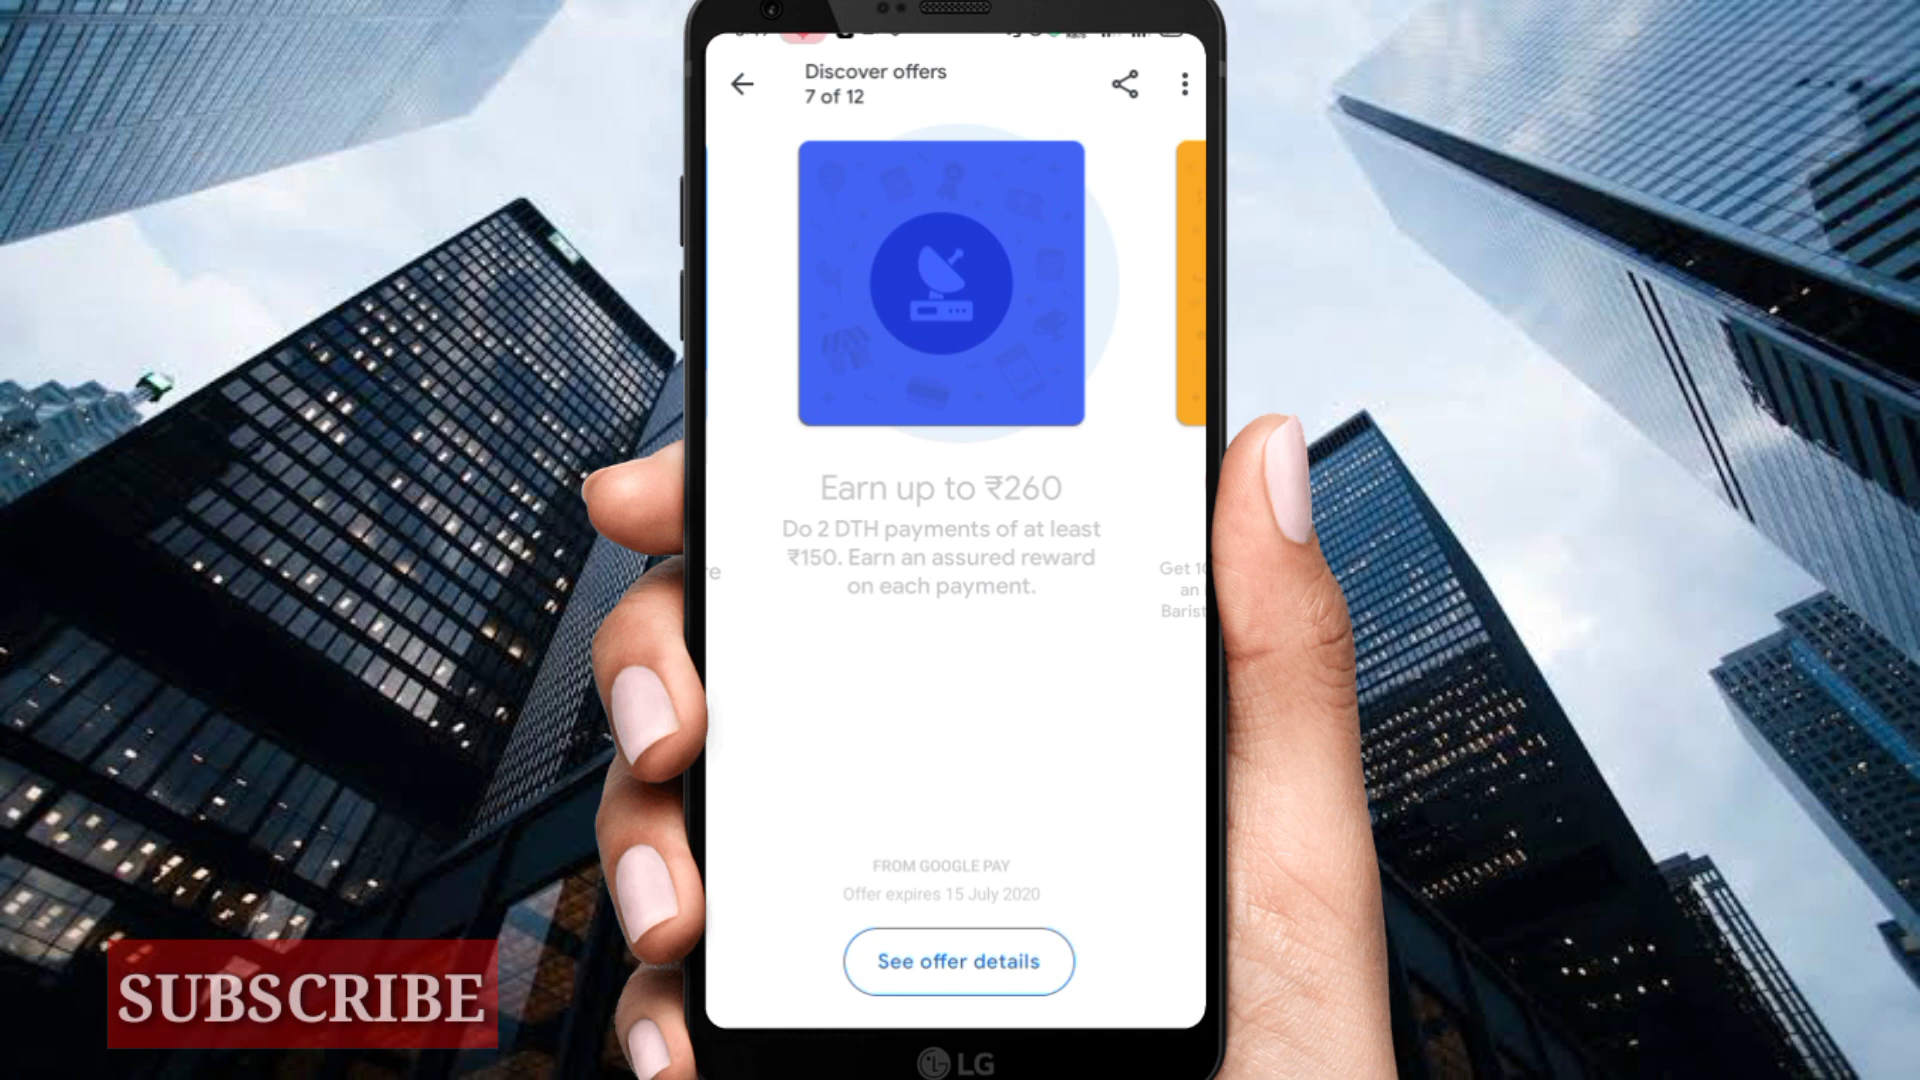 Discover offers
7 of 12
Earn up to ₹260
Do 2 DTH payments of at least
₹150. Earn an assured reward
on each payment.
re
Get 1
an
Barist
FROM GOOGLE PAY
Offer expires 15 July 2020
See offer details
SUBSCRIBE
LG